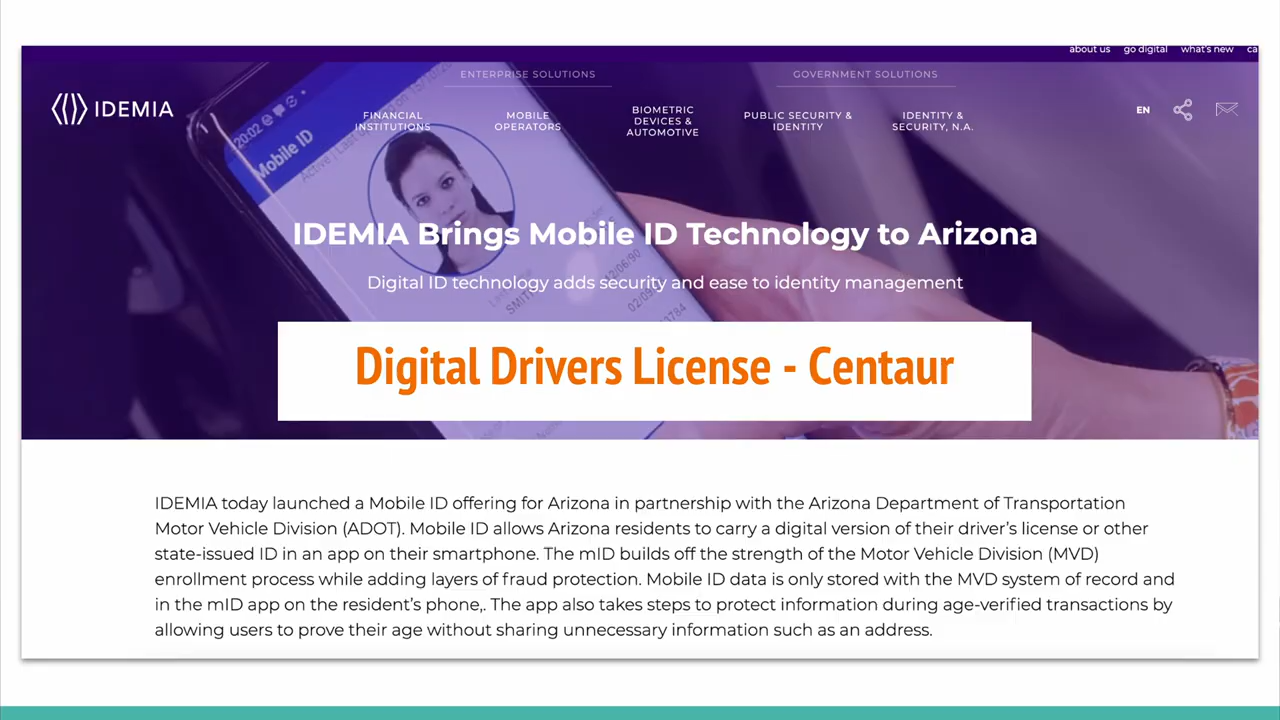 about us go digital what's new ca
ENTERPRISE SOLUTIONS GOVERNMENT SOLUTIONS
IDEMIA
FINANCIAL INSTITUTIONS
MOBILE OPERATORS
BIOMETRIC DEVICES & AUTOMOTIVE
PUBLIC SECURITY & IDENTITY
IDENTITY & SECURITY, N.A.
EN
20:02
Mobile ID
IDEMIA Brings Mobile ID Technology to Arizona
Digital ID technology adds security and ease to identity management
Digital Drivers License - Centaur
IDEMIA today launched a Mobile ID offering for Arizona in partnership with the Arizona Department of Transportation
Motor Vehicle Division (ADOT). Mobile ID allows Arizona residents to carry a digital version of their driver's license or other
state-issued ID in an app on their smartphone. The mID builds off the strength of the Motor Vehicle Division (MVD)
enrollment process while adding layers of fraud protection. Mobile ID data is only stored with the MVD system of record and
in the mID app on the resident's phone,. The app also takes steps to protect information during age-verified transactions by
allowing users to prove their age without sharing unnecessary information such as an address.